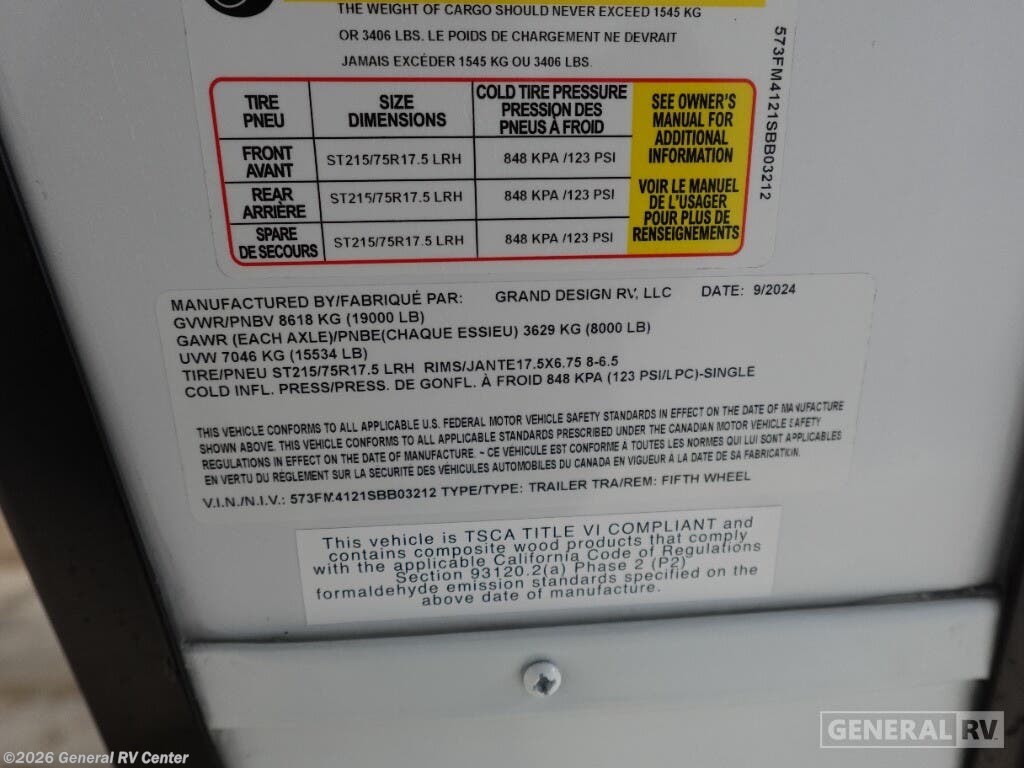 THE WEIGHT OF CARGO SHOULD NEVER EXCEED 1545 KG
OR 3406 LBS. LE POIDS DE CHARGEMENT NE DEVRAIT
JAMAIS EXCÉDER 1545 KG OU 3406 LBS.
573FM4121SBB03212
TIRE
PNEU
SIZE
DIMENSIONS
COLD TIRE PRESSURE
PRESSION DES
PNEUS À FROID
SEE OWNER'S
MANUAL FOR
ADDITIONAL
INFORMATION
VOIR LE MANUEL
DE L'USAGER
POUR PLUS DE
RENSEIGNEMENTS
FRONT
AVANT
ST215/75R17.5 LRH
848 KPA /123 PSI
REAR
ARRIÈRE
ST215/75R17.5 LRH
848 KPA /123 PSI
SPARE
DE SECOURS
ST215/75R17.5 LRH
848 KPA /123 PSI
MANUFACTURED BY/FABRIQUÉ PAR: GRAND DESIGN RV, LLC DATE: 9/2024
GVWR/PNBV 8618 KG (19000 LB)
GAWR (EACH AXLE)/PNBE(CHAQUE ESSIEU) 3629 KG (8000 LB)
UVW 7046 KG (15534 LB)
TIRE/PNEU ST215/75R17.5 LRH RIMS/JANTE17.5X6.75 8-6.5
COLD INFL. PRESS/PRESS. DE GONFL. À FROID 848 KPA (123 PSI/LPC)-SINGLE
THIS VEHICLE CONFORMS TO ALL APPLICABLE U.S. FEDERAL MOTOR VEHICLE SAFETY STANDARDS IN EFFECT ON THE DATE OF MANUFACTURE
SHOWN ABOVE. THIS VEHICLE CONFORMS TO ALL APPLICABLE STANDARDS PRESCRIBED UNDER THE CANADIAN MOTOR VEHICLE SAFETY
REGULATIONS IN EFFECT ON THE DATE OF MANUFACTURE. - CE VEHICULE EST CONFORME À TOUTES LES NORMES QUI LUI SONT APPLICABLES
EN VERTU DU RÉGLEMENT SUR LA SÉCURITÉ DES VÉHICULES AUTOMOBILES DU CANADA EN VIGUEUR À LA DATE DE SA FABRICATION.
V.I.N./N.I.V.: 573FM4121SBB03212 TYPE/TYPE: TRAILER TRA/REM: FIFTH WHEEL
This vehicle is TSCA TITLE VI COMPLIANT and
contains composite wood products that comply
with the applicable California Code of Regulations
Section 93120.2(a) Phase 2 (P2)
formaldehyde emission standards specified on the
above date of manufacture.
GENERAL RV
©2026 General RV Center